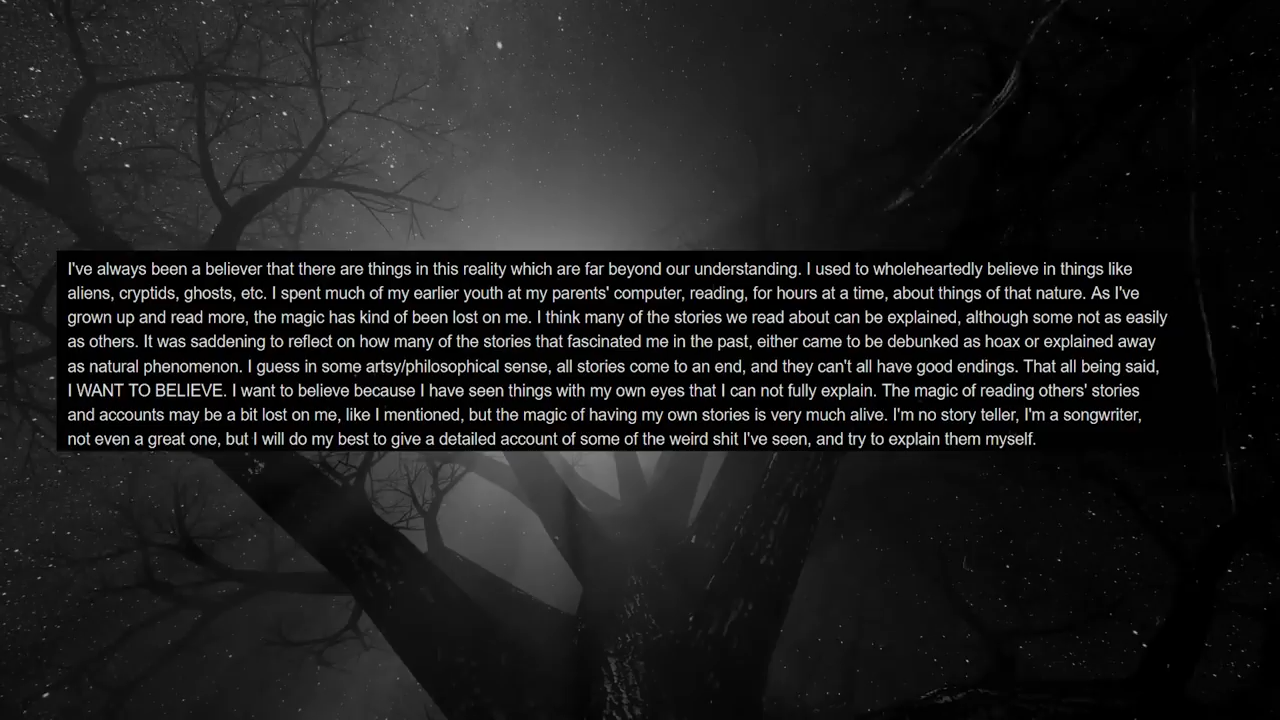 I've always been a believer that there are things in this reality which are far beyond our understanding. I used to wholeheartedly believe in things like
aliens, cryptids, ghosts, etc. I spent much of my earlier youth at my parents' computer, reading, for hours at a time, about things of that nature. As I've
grown up and read more, the magic has kind of been lost on me. I think many of the stories we read about can be explained, although some not as easily
as others. It was saddening to reflect on how many of the stories that fascinated me in the past, either came to be debunked as hoax or explained away
as natural phenomenon. I guess in some artsy/philosophical sense, all stories come to an end, and they can't all have good endings. That all being said,
I WANT TO BELIEVE. I want to believe because I have seen things with my own eyes that I can not fully explain. The magic of reading others' stories
and accounts may be a bit lost on me, like I mentioned, but the magic of having my own stories is very much alive. I'm no story teller, I'm a songwriter,
not even a great one, but I will do my best to give a detailed account of some of the weird shit I've seen, and try to explain them myself.